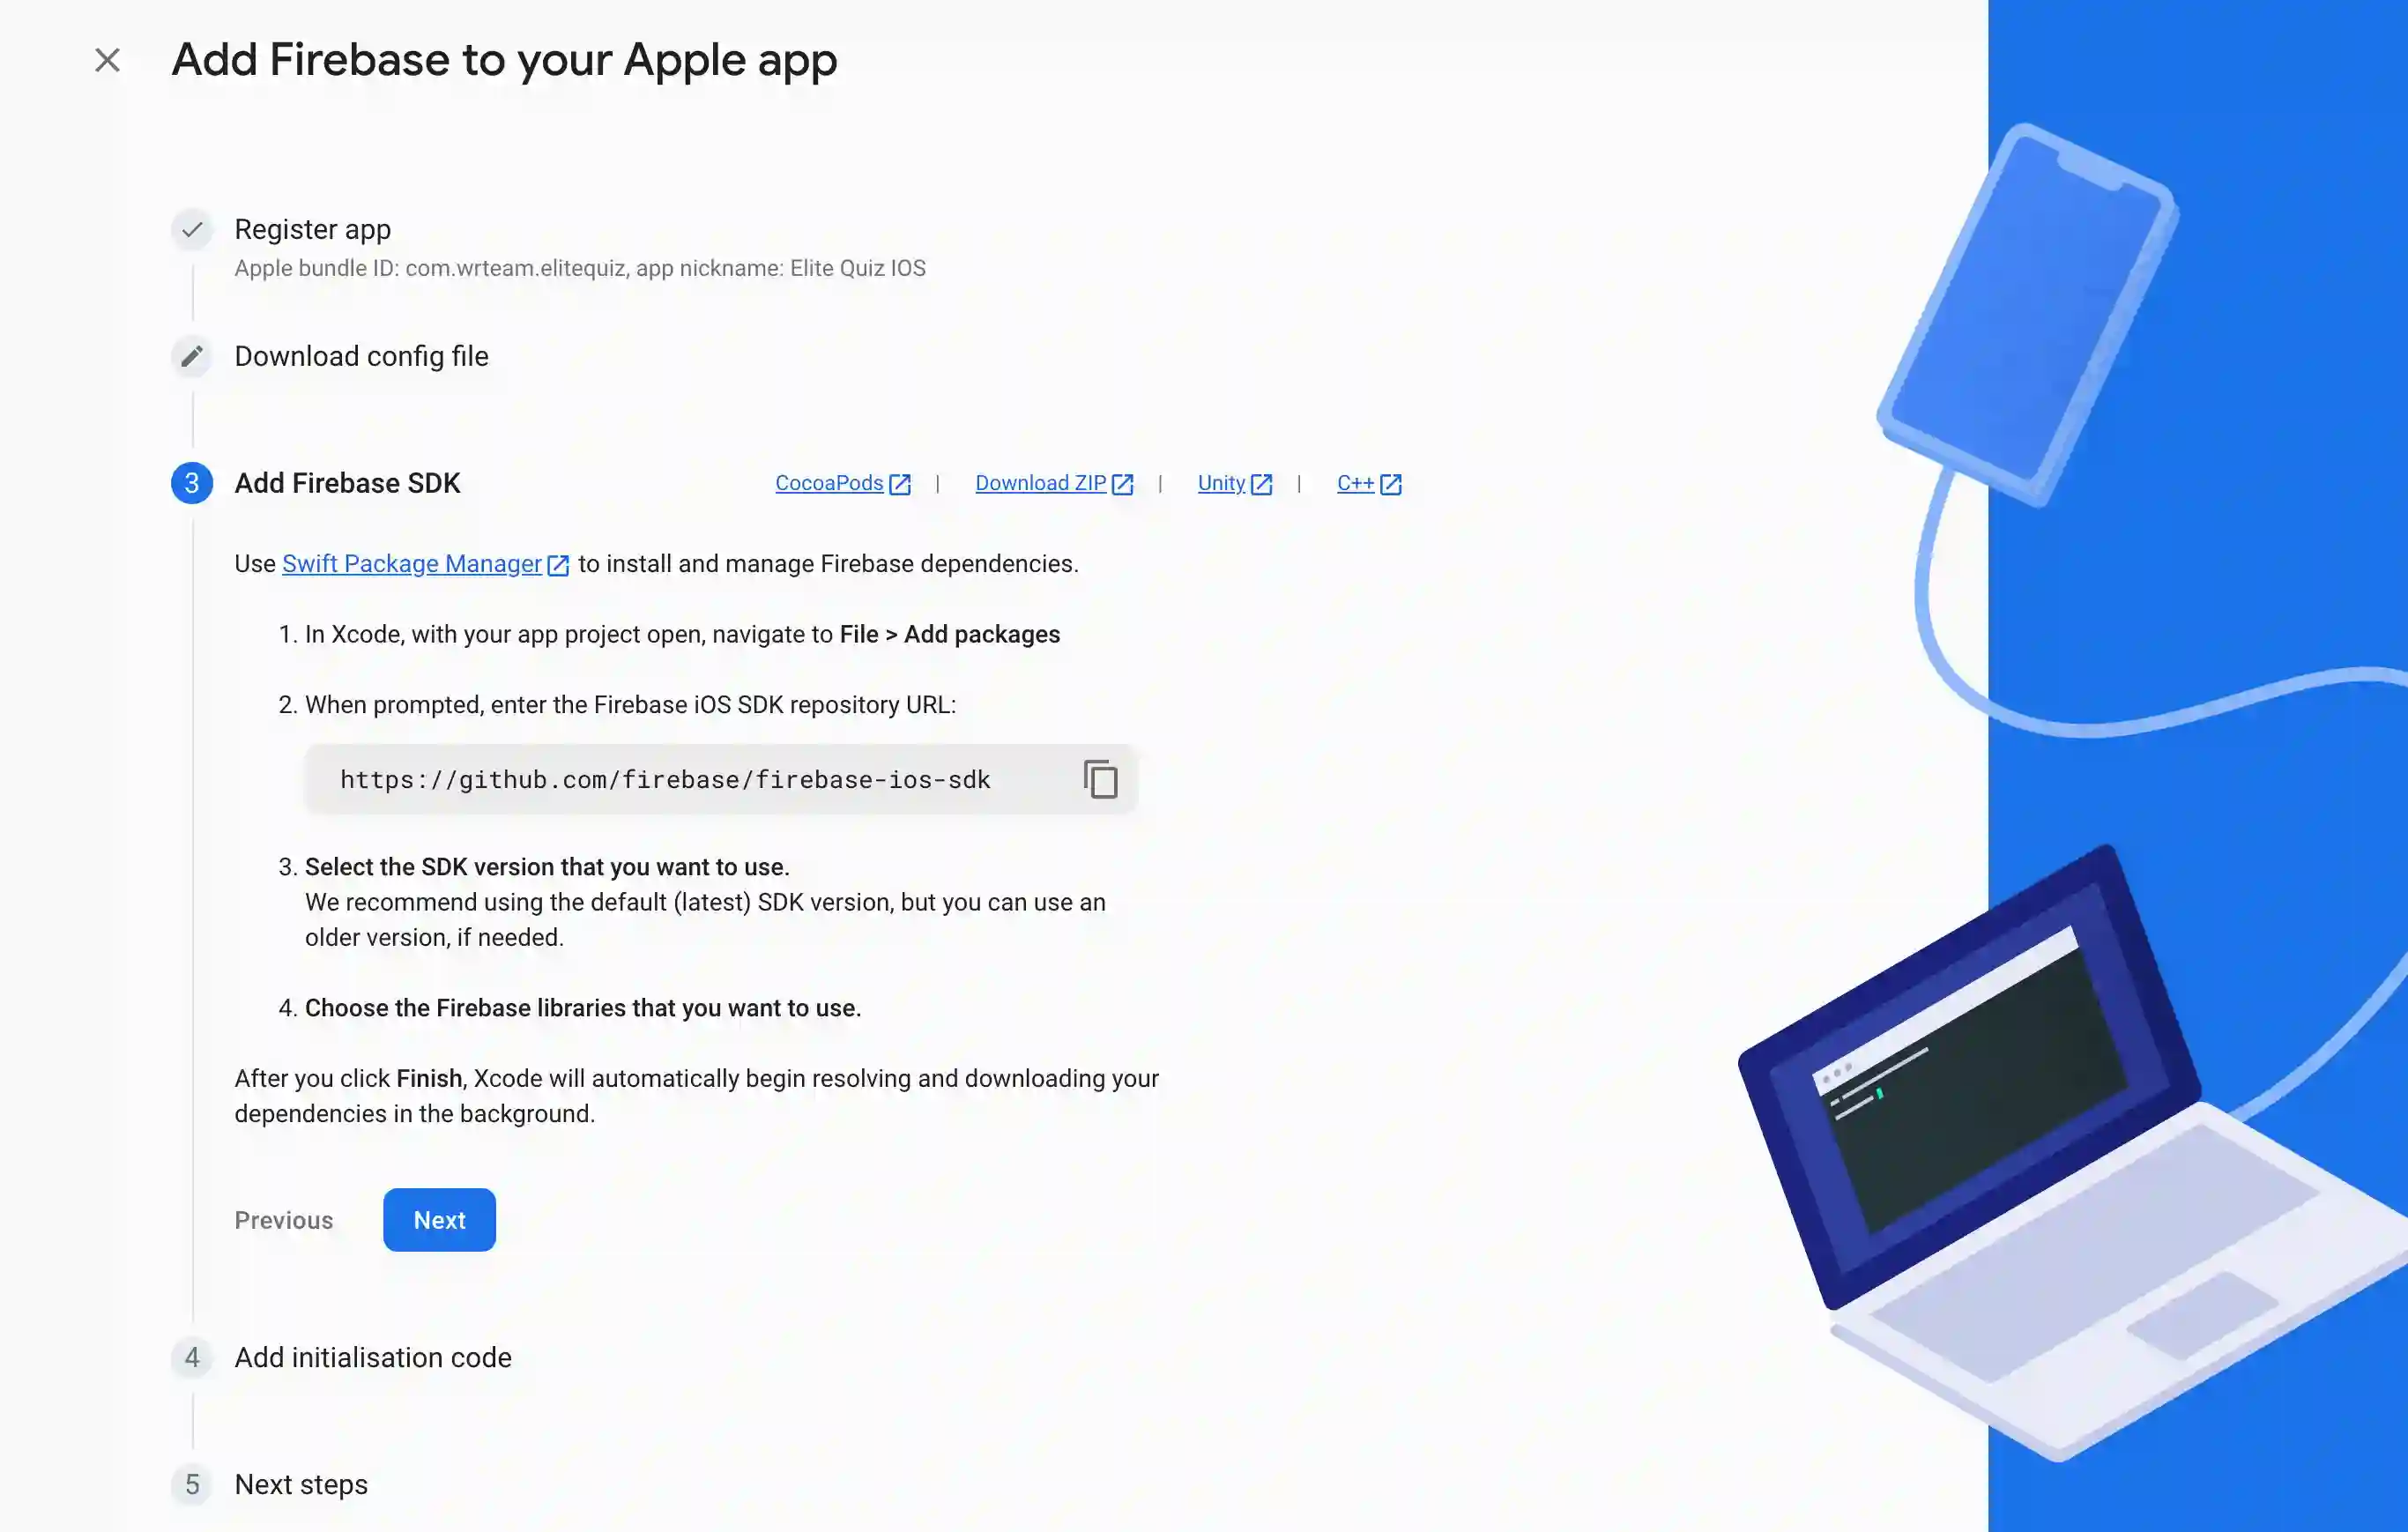 Add Firebase to your Apple app
Register app
Apple bundle ID: com.wrteam.elitequiz, app nickname: Elite Quiz IOS
Download config file
3 Add Firebase SDK CocoaPods | Download ZIP | Unity | C++
Use Swift Package Manager to install and manage Firebase dependencies.
1. In Xcode, with your app project open, navigate to File > Add packages
2. When prompted, enter the Firebase iOS SDK repository URL:
https://github.com/firebase/firebase-ios-sdk
3. Select the SDK version that you want to use.
We recommend using the default (latest) SDK version, but you can use an
older version, if needed.
4. Choose the Firebase libraries that you want to use.
After you click Finish, Xcode will automatically begin resolving and downloading your
dependencies in the background.
Previous Next
4 Add initialisation code
5 Next steps